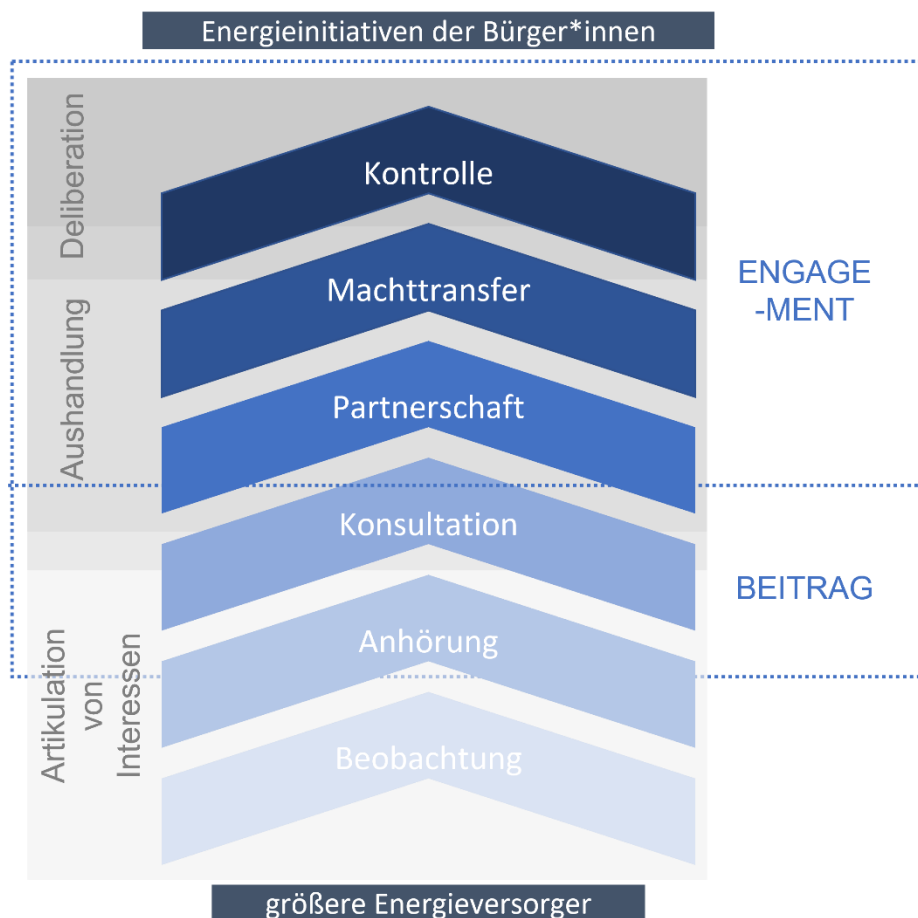 Energieinitiativen der Bürger*innen
Deliberation
Kontrolle
Machttransfer
ENGAGE
-MENT
Aushandlung
Partnerschaft
Konsultation
BEITRAG
Anhörung
Artikulation
von
Interessen
Beobachtung
größere Energieversorger